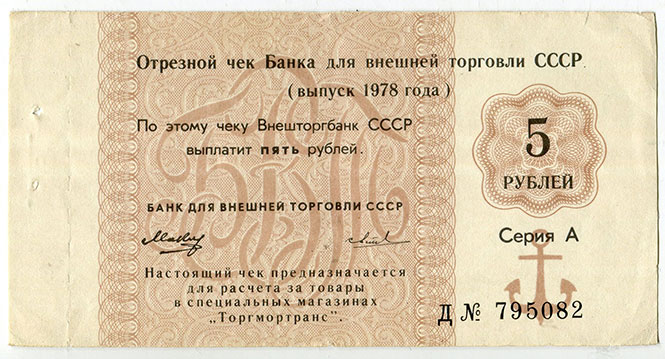 Отрезной чек Банка для внешней торговли СССР.
(выпуск 1978 года)
По этому чеку Внешторгбанк СССР
выплатит пять рублей.
5
РУБЛЕЙ
БАНК ДЛЯ ВНЕШНЕЙ ТОРГОВЛИ СССР
Серия А
Настоящий чек предназначается
для расчета за товары
в специальных магазинах
„Торгмортранс".
Д № 795082